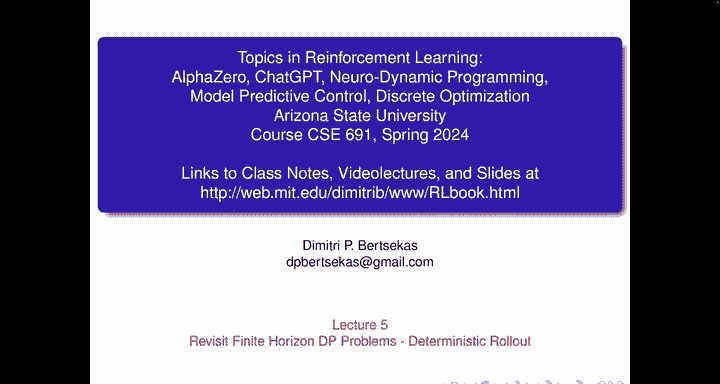 Topics in Reinforcement Learning:
AlphaZero, ChatGPT, Neuro-Dynamic Programming,
Model Predictive Control, Discrete Optimization
Arizona State University
Course CSE 691, Spring 2024
Links to Class Notes, Videolectures, and Slides at
http://web.mit.edu/dimitrib/www/RLbook.html
Dimitri P. Bertsekas
dpbertsekas@gmail.com
Lecture 5
Revisit Finite Horizon DP Problems - Deterministic Rollout